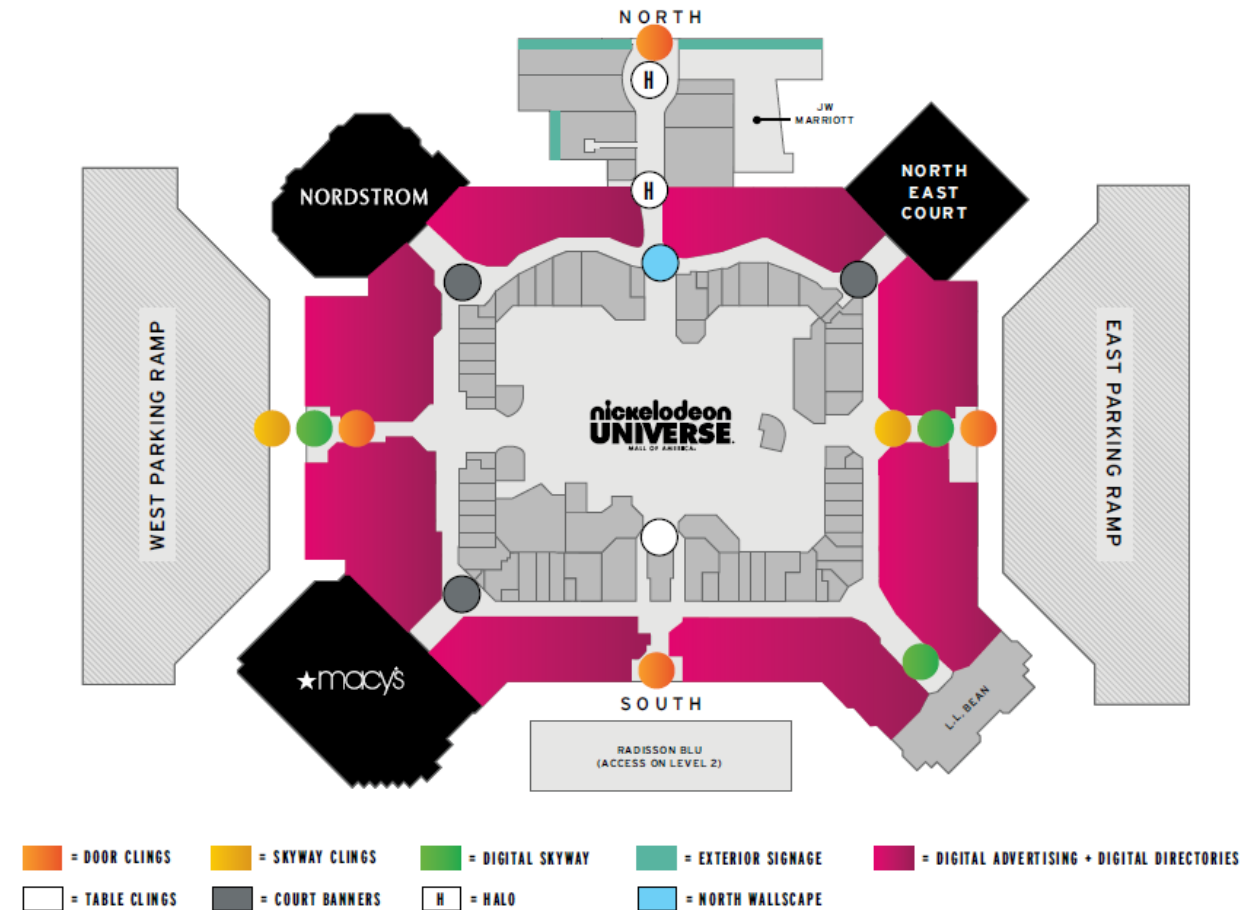 NORTH
H
JW
MARRIOTT
H
NORDSTROM
NORTH
EAST
COURT
WEST PARKING RAMP
nickelodeon
UNIVERSE.
MALL OF AMERICA
EAST PARKING RAMP
macy's
SOUTH
L.L. BEAN
RADISSON BLU
(ACCESS ON LEVEL 2)
= DOOR CLINGS
= SKYWAY CLINGS
= DIGITAL SKYWAY
= EXTERIOR SIGNAGE
= DIGITAL ADVERTISING + DIGITAL DIRECTORIES
= TABLE CLINGS
= COURT BANNERS
H = HALO
= NORTH WALLSCAPE